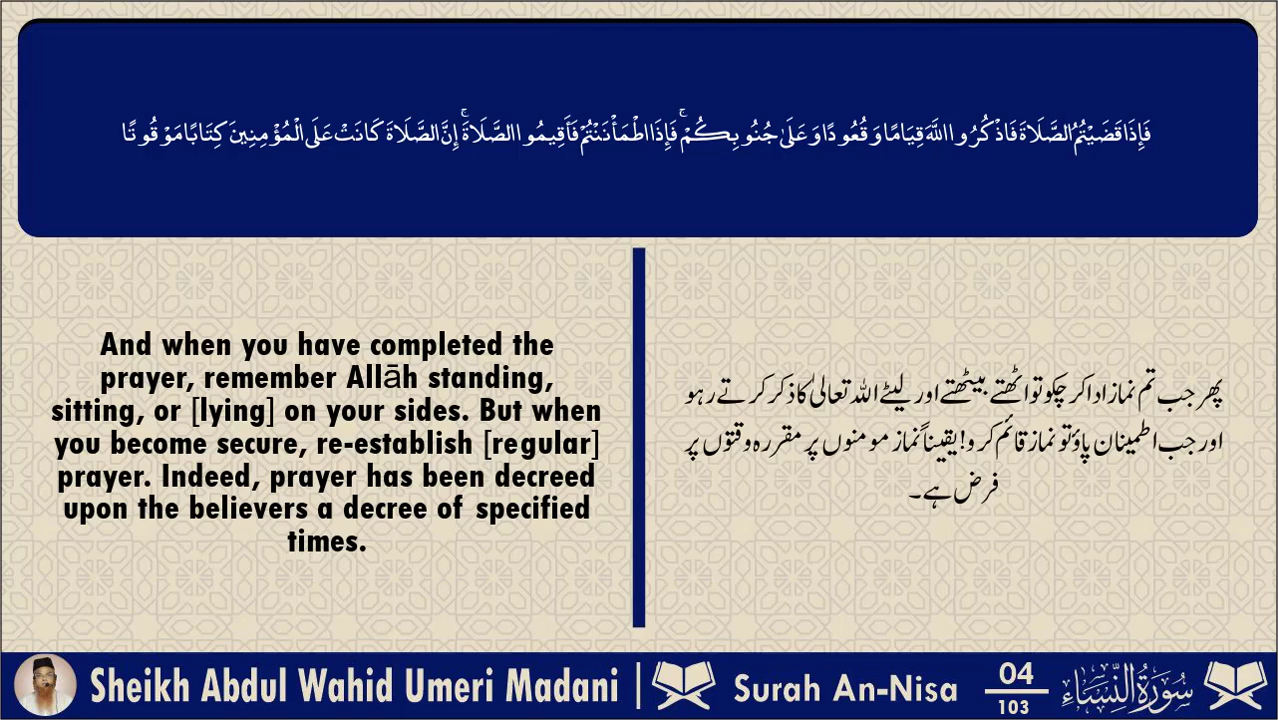 فَإِذَا قَضَيْتُمُ الصَّلَاةَ فَاذْكُرُوا اللَّهَ قِيَامًا وَقُعُودًا وَعَلَىٰ جُنُوبِكُمْ ۚ فَإِذَا اطْمَأْنَنْتُمْ فَأَقِيمُوا الصَّلَاةَ ۚ إِنَّ الصَّلَاةَ كَانَتْ عَلَى الْمُؤْمِنِينَ كِتَابًا مَوْقُوتًا
And when you have completed the
prayer, remember Allāh standing,
sitting, or [lying] on your sides. But when
you become secure, re-establish [regular]
prayer. Indeed, prayer has been decreed
upon the believers a decree of specified
times.
پھر جب تم نماز ادا کر چکو تو اٹھتے بیٹھتے اور لیٹے اللہ تعالیٰ کا ذکر کرتے رہو
اور جب اطمینان پاؤ تو نماز قائم کرو! یقیناً نماز مومنوں پر مقررہ وقتوں پر
فرض ہے۔
Sheikh Abdul Wahid Umeri Madani |
Surah An-Nisa
04
103
سُورَةُ النِّسَاء